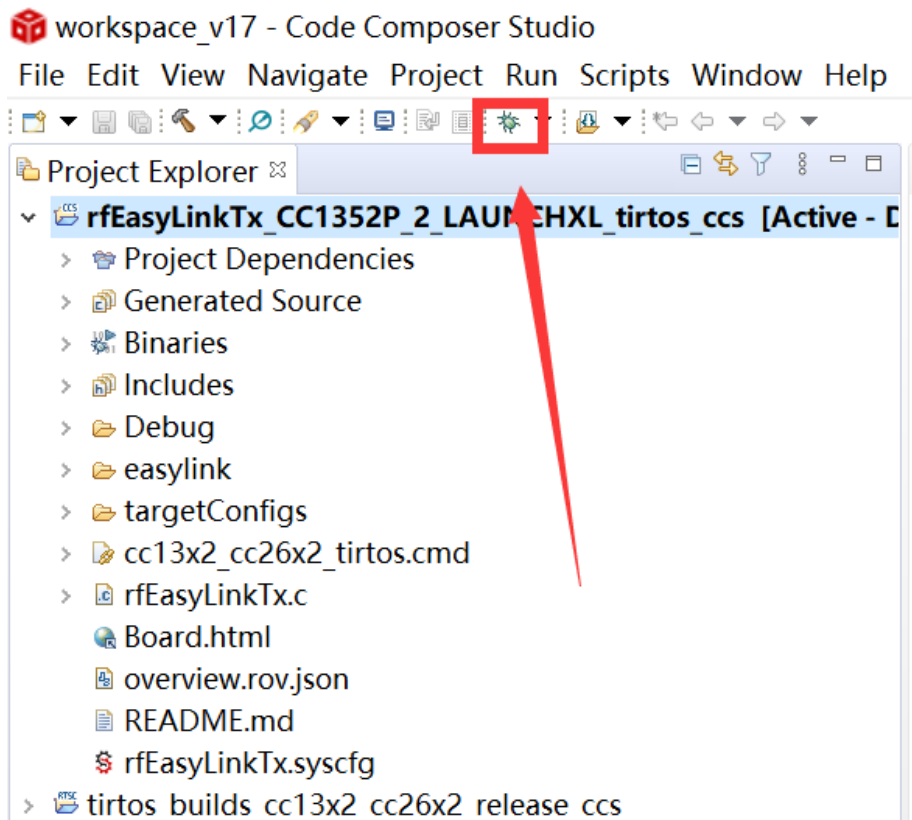 workspace_v17 - Code Composer Studio
File Edit View Navigate Project Run Scripts Window Help
Project Explorer
rfEasyLinkTx_CC1352P_2_LAUNCHXL_tirtos_ccs [Active - D
Project Dependencies
Generated Source
Binaries
Includes
Debug
easylink
targetConfigs
cc13x2_cc26x2_tirtos.cmd
rfEasyLinkTx.c
Board.html
overview.rov.json
README.md
rfEasyLinkTx.syscfg
tirtos_builds_cc13x2_cc26x2_release_ccs